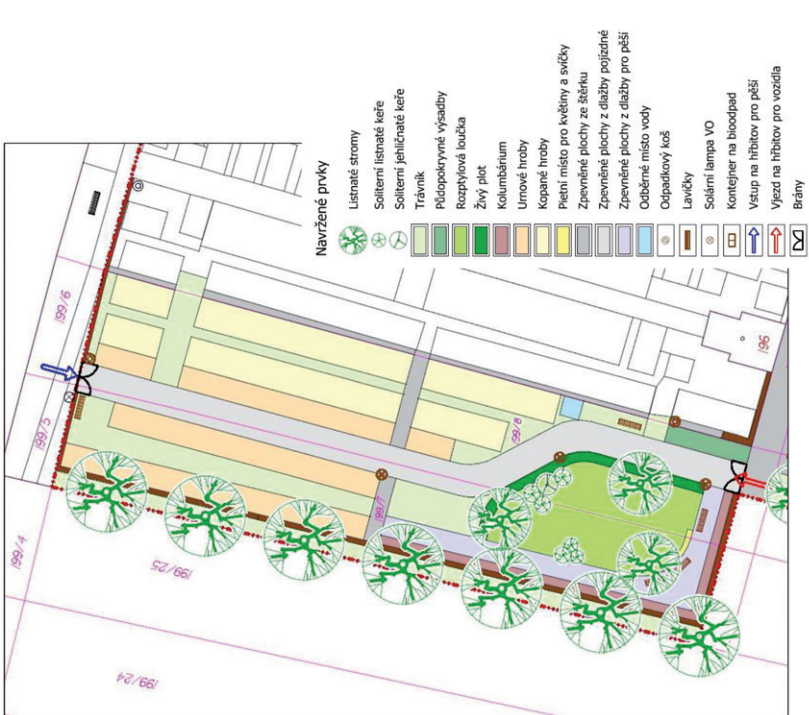 Navržené prvky
Listnaté stromy
Soliterní listnaté keře
Soliterní jehličnaté keře
Trávník
Půdopokryvné výsadby
Rozptylová loučka
Živý plot
Kolumbárium
Urnové hroby
Kopané hroby
Pietní místo pro květiny a svíčky
Zpevněné plochy ze štěrku
Zpevněné plochy z dlažby pojízdné
Zpevněné plochy z dlažby pro pěší
Odběrné místo vody
Odpadkový koš
Lavičky
Solární lampa VO
Kontejner na bioodpad
Vstup na hřbitov pro pěší
Vjezd na hřbitov pro vozidla
Brány
199/4
199/5
199/6
199/25
199/24
199/7
199/8
196